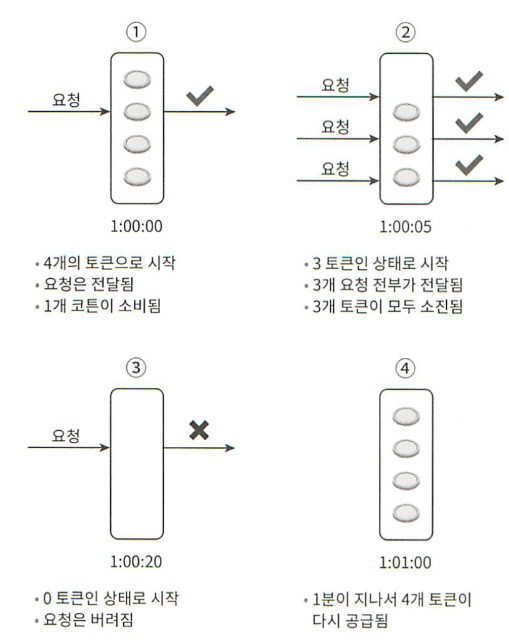 ①
요청
1:00:00
• 4개의 토큰으로 시작
• 요청은 전달됨
• 1개 코튼이 소비됨
②
요청
요청
요청
1:00:05
• 3 토큰인 상태로 시작
• 3개 요청 전부가 전달됨
• 3개 토큰이 모두 소진됨
③
요청
1:00:20
• 0 토큰인 상태로 시작
• 요청은 버려짐
④
1:01:00
• 1분이 지나서 4개 토큰이
다시 공급됨